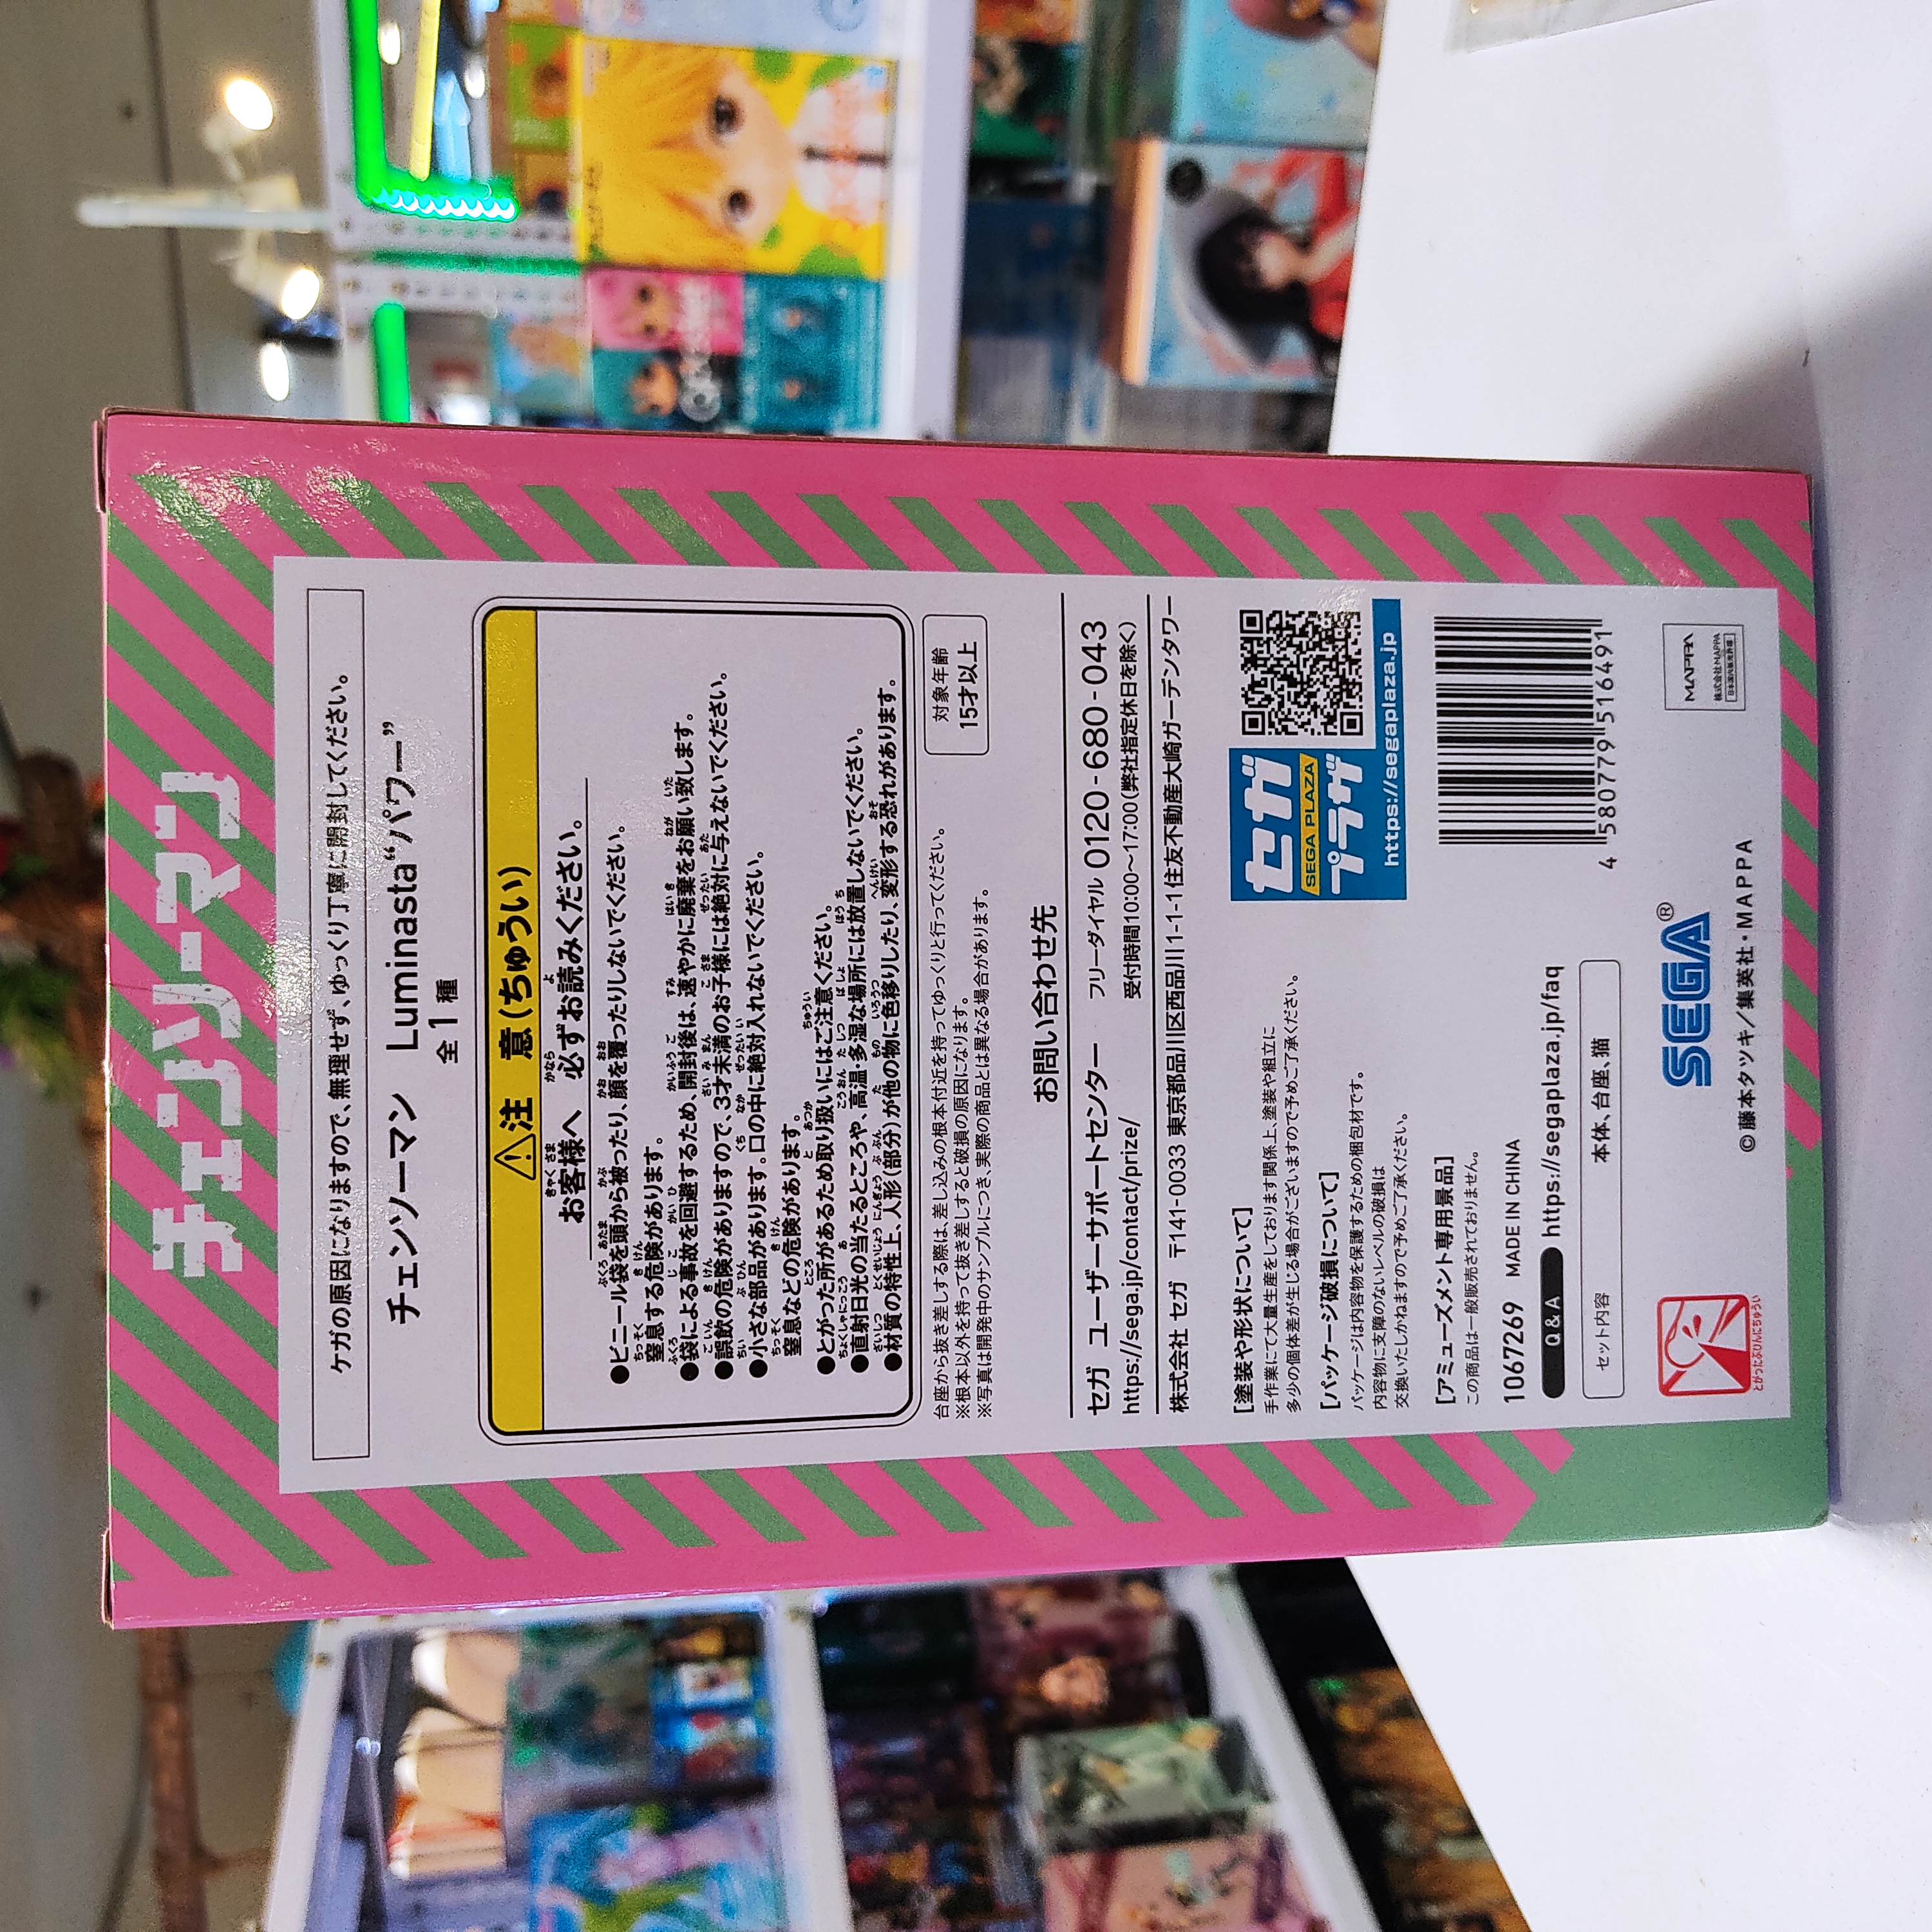 チェンソーマン
ケガの原因になりますので、無理せず、ゆっくり丁寧に開封してください。
チェンソーマン Luminasta“パワー”
全1種
注 意(ちゅうい)
お客様へ 必ずお読みください。
●ビニール袋を頭から被ったり、顔を覆ったりしないでください。
窒息する危険があります。
●袋による事故を回避するため、開封後は、速やかに廃棄をお願い致します。
●誤飲の危険がありますので、3才未満のお子様には絶対に与えないでください。
●小さな部品があります。口の中に絶対入れないでください。
窒息などの危険があります。
●とがった所があるため取り扱いにはご注意ください。
●直射日光の当たるところや、高温・多湿な場所には放置しないでください。
●材質の特性上、人形(部分)が他の物に色移りしたり、変形する恐れがあります。
台座から抜き差しする際は、差し込みの根本付近を持ってゆっくりと行ってください。
※根本以外を持って抜き差しすると破損の原因になります。
※写真は開発中のサンプルにつき、実際の商品とは異なる場合があります。
対象年齢
15才以上
お問い合わせ先
セガ ユーザーサポートセンター フリーダイヤル 0120-680-043
https://sega.jp/contact/prize/ 受付時間10:00～17:00(弊社指定休日を除く)
株式会社 セガ 〒141-0033 東京都品川区西品川1-1-1住友不動産大崎ガーデンタワー
[塗装や形状について]
手作業にて大量生産をしております関係上、塗装や組立に
多少の個体差が生じる場合がございますので予めご了承ください。
[パッケージ破損について]
パッケージは内容物を保護するための梱包材です。
内容物に支障のないレベルの破損は
交換いたしかねますので予めご了承ください。
[アミューズメント専用景品]
この商品は一般販売されておりません。
セガ
SEGA PLAZA
プラザ
https://segaplaza.jp
1067269 MADE IN CHINA
Q & A https://segaplaza.jp/faq
セット内容 本体、台座、猫
4 580779 516491
とがったぶひんにちゅうい
SEGA®
©藤本タツキ／集英社・MAPPA
MAPPA
株式会社MAPPA